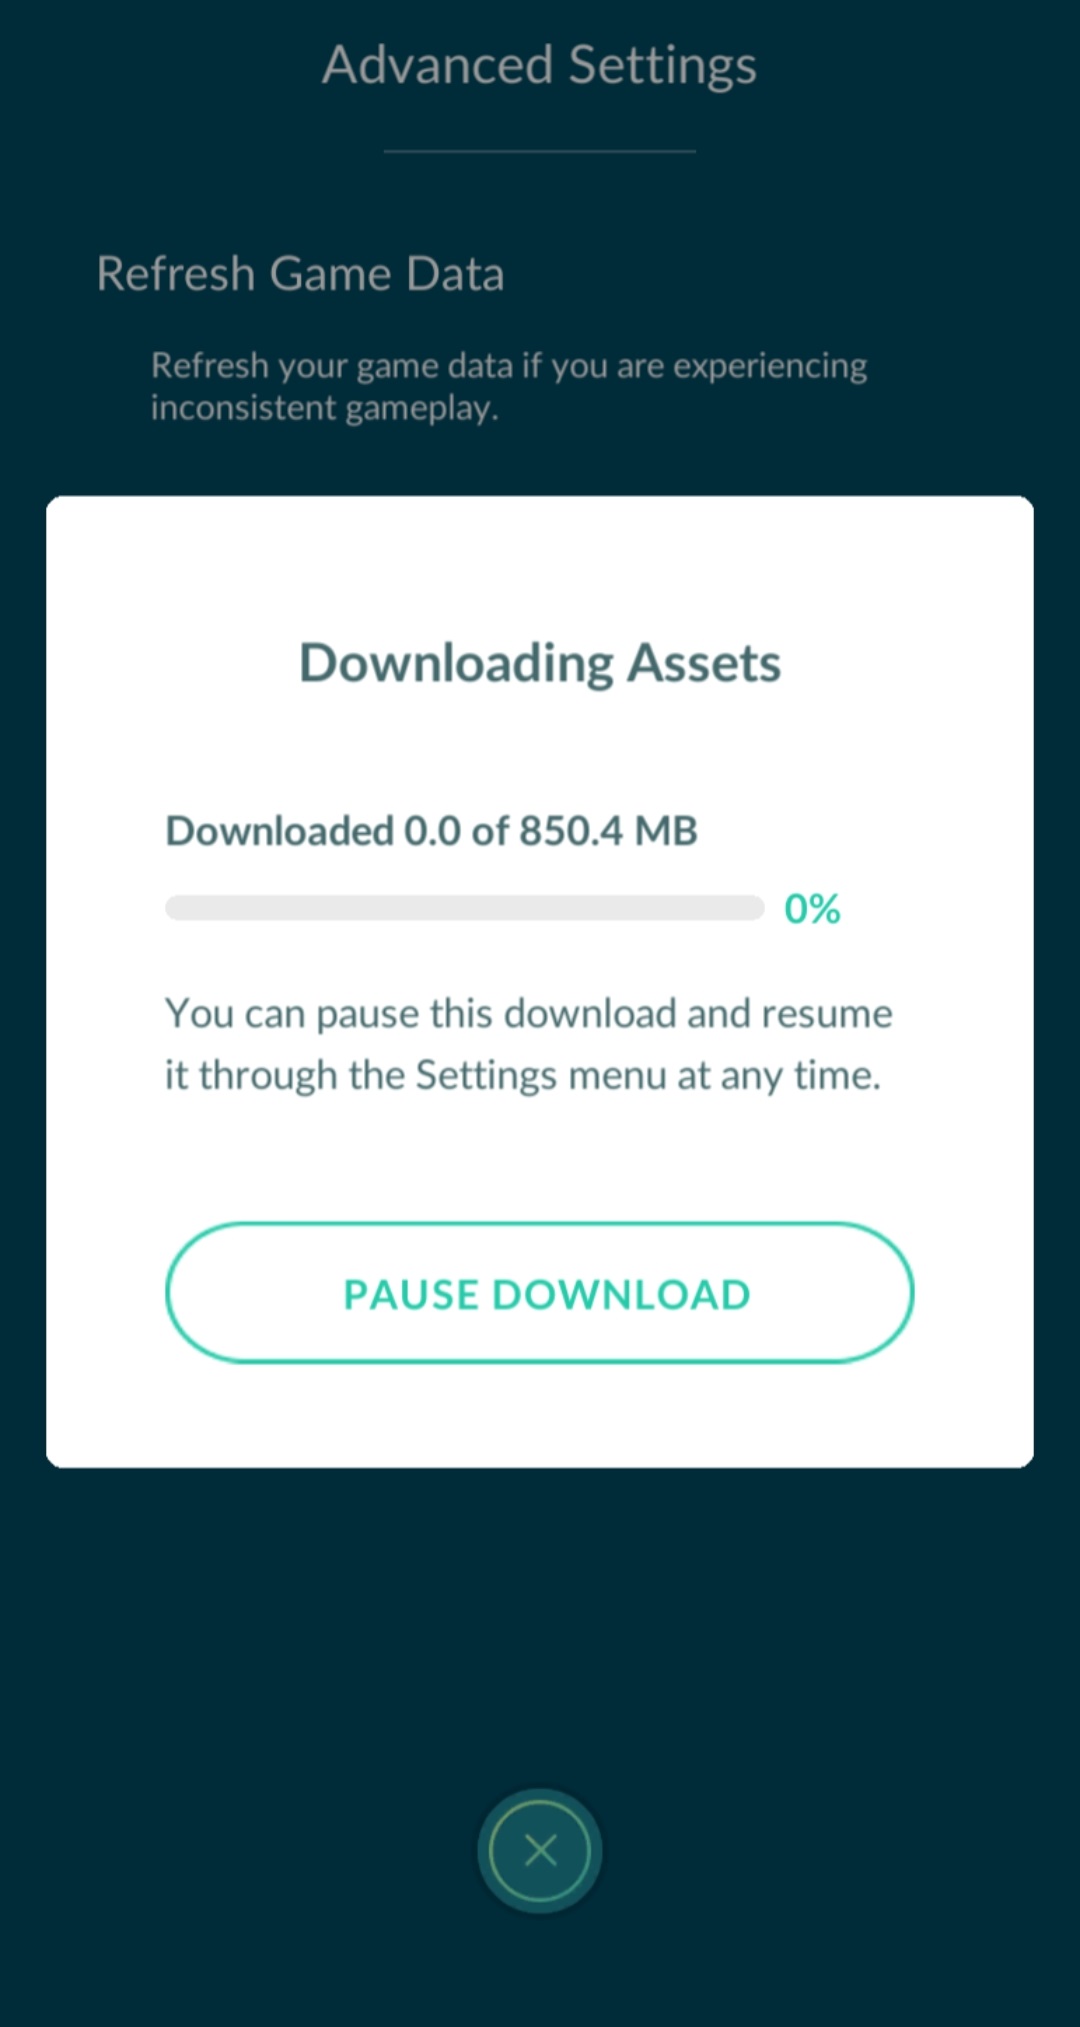 Advanced Settings
Refresh Game Data
Refresh your game data if you are experiencing
inconsistent gameplay.
Downloading Assets
Downloaded 0.0 of 850.4 MB
0%
You can pause this download and resume
it through the Settings menu at any time.
PAUSE DOWNLOAD